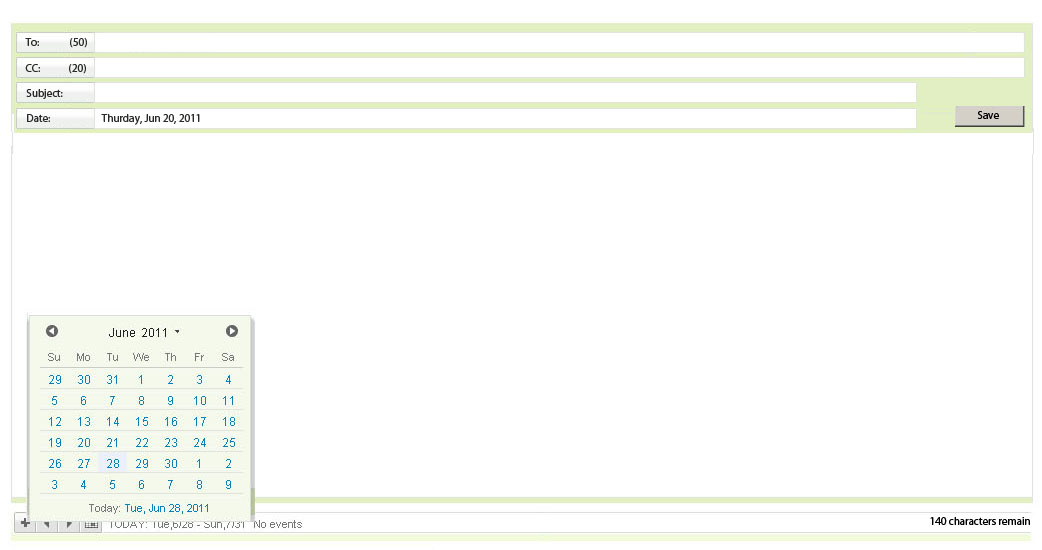 To: (50)
CC: (20)
Subject:
Date: Thurday, Jun 20, 2011
Save
June 2011
Su Mo Tu We Th Fr Sa
29 30 31 1 2 3 4
5 6 7 8 9 10 11
12 13 14 15 16 17 18
19 20 21 22 23 24 25
26 27 28 29 30 1 2
3 4 5 6 7 8 9
Today: Tue, Jun 28, 2011
TODAY: Tue,6/28 - Sun,7/31 No events
140 characters remain